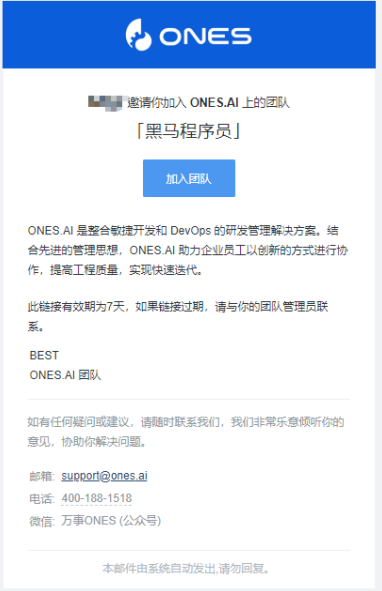 ONES
邀请你加入 ONES.AI 上的团队
「黑马程序员」
加入团队
ONES.AI 是整合敏捷开发和 DevOps 的研发管理解决方案。结
合先进的管理思想，ONES.AI 助力企业员工以创新的方式进行协
作，提高工程质量，实现快速迭代。
此链接有效期为7天，如果链接过期，请与你的团队管理员联
系。
BEST
ONES.AI 团队
如有任何疑问或建议，请随时联系我们，我们非常乐意倾听你的
意见，协助你解决问题。
邮箱: support@ones.ai
电话: 400-188-1518
微信: 万事ONES (公众号)
本邮件由系统自动发出,请勿回复。